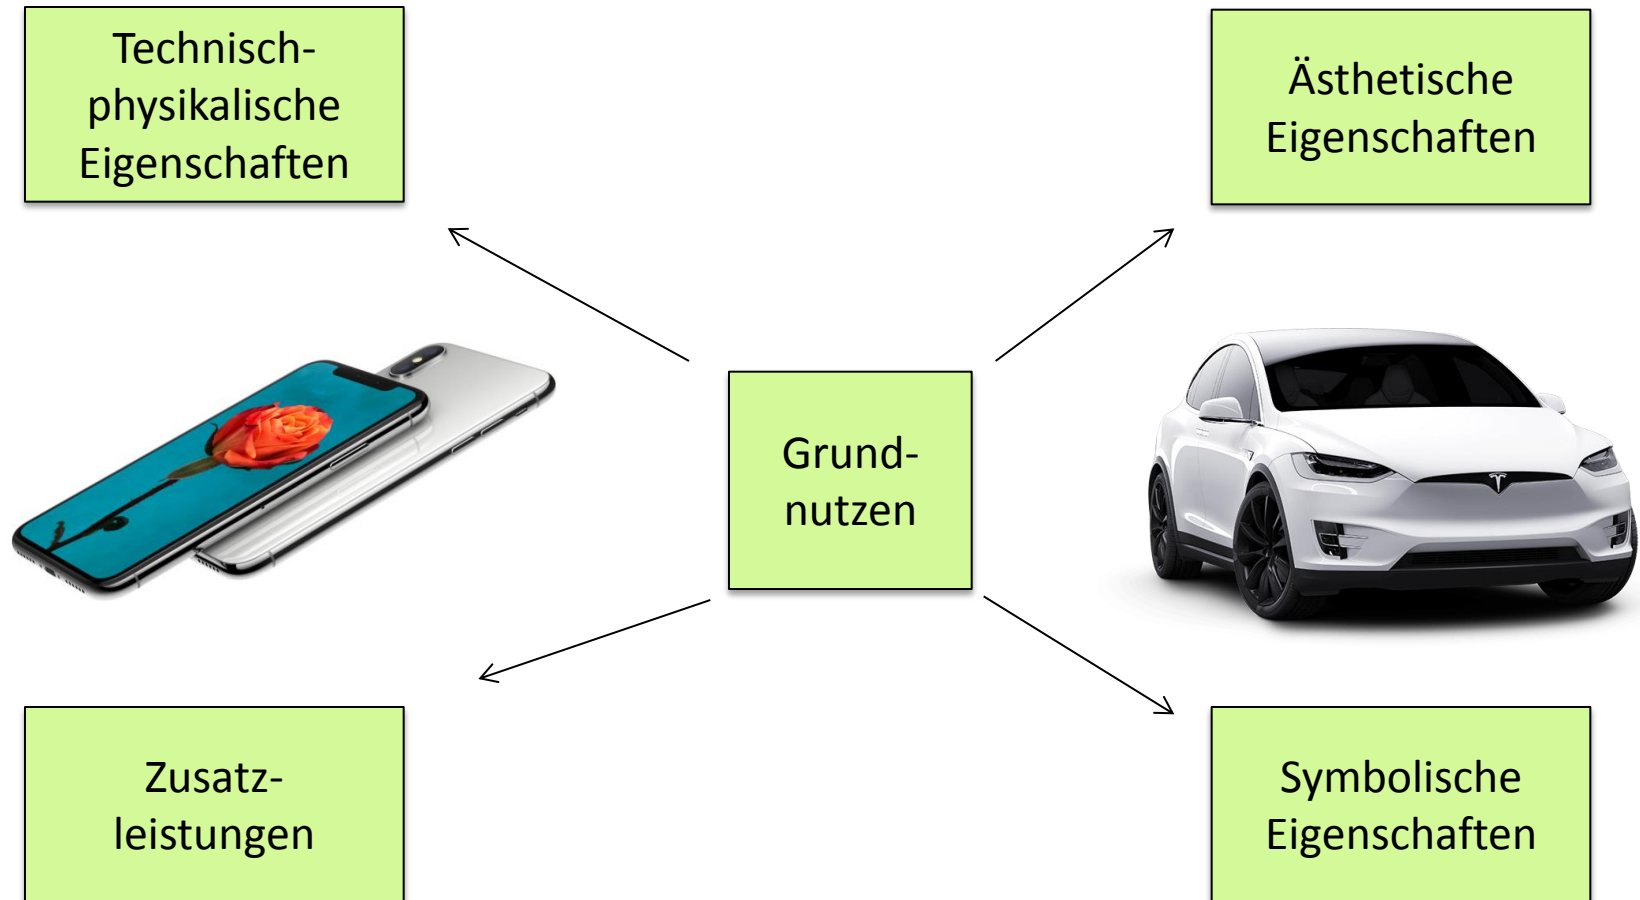 Technisch-
physikalische
Eigenschaften
Ästhetische
Eigenschaften
Grund-
nutzen
Zusatz-
leistungen
Symbolische
Eigenschaften